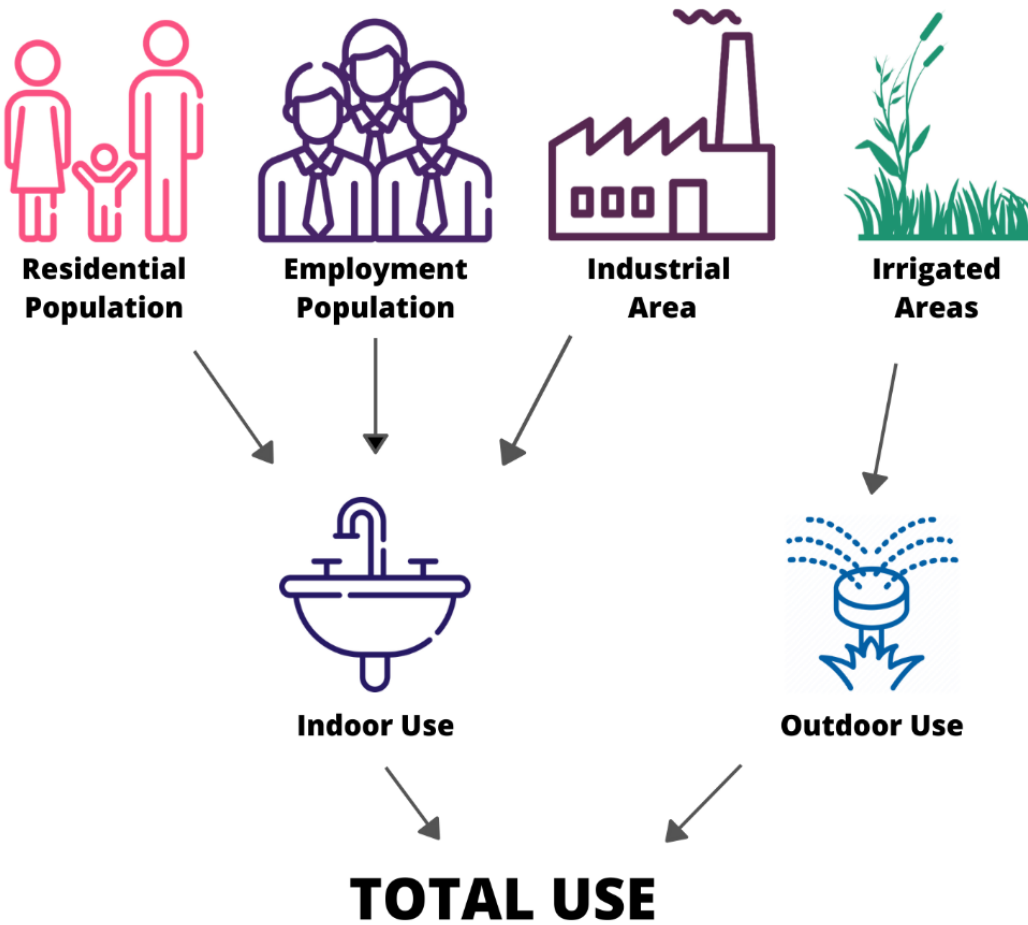 Residential
Population
Employment
Population
Industrial
Area
Irrigated
Areas
Indoor Use
Outdoor Use
TOTAL USE